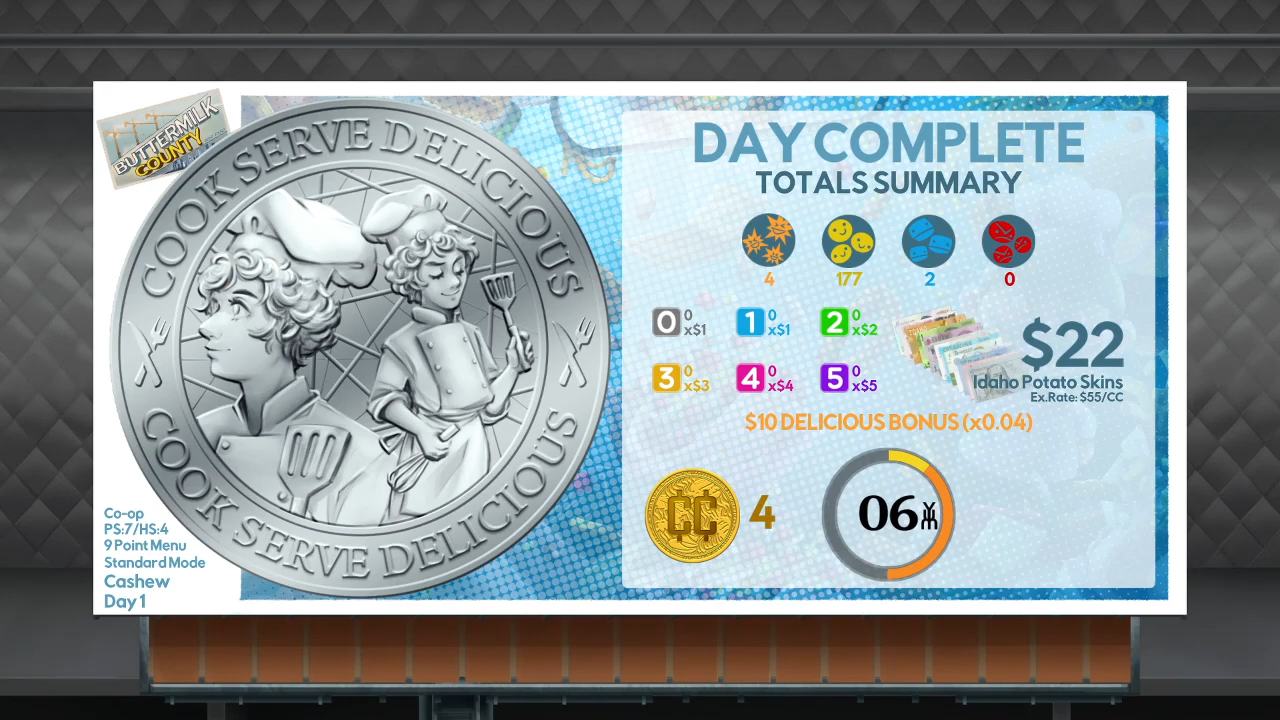 BUTTERMILK
COUNTY
COOK SERVE DELICIOUS
COOK SERVE DELICIOUS
Co-op
PS:7/HS:4
9 Point Menu
Standard Mode
Cashew
Day 1
DAY COMPLETE
TOTALS SUMMARY
4 177 2 0
0 0 x$1
1 0 x$1
2 0 x$2
3 0 x$3
4 0 x$4
5 0 x$5
$22
Idaho Potato Skins
Ex.Rate: $55/CC
$10 DELICIOUS BONUS (x0.04)
CC 4
06